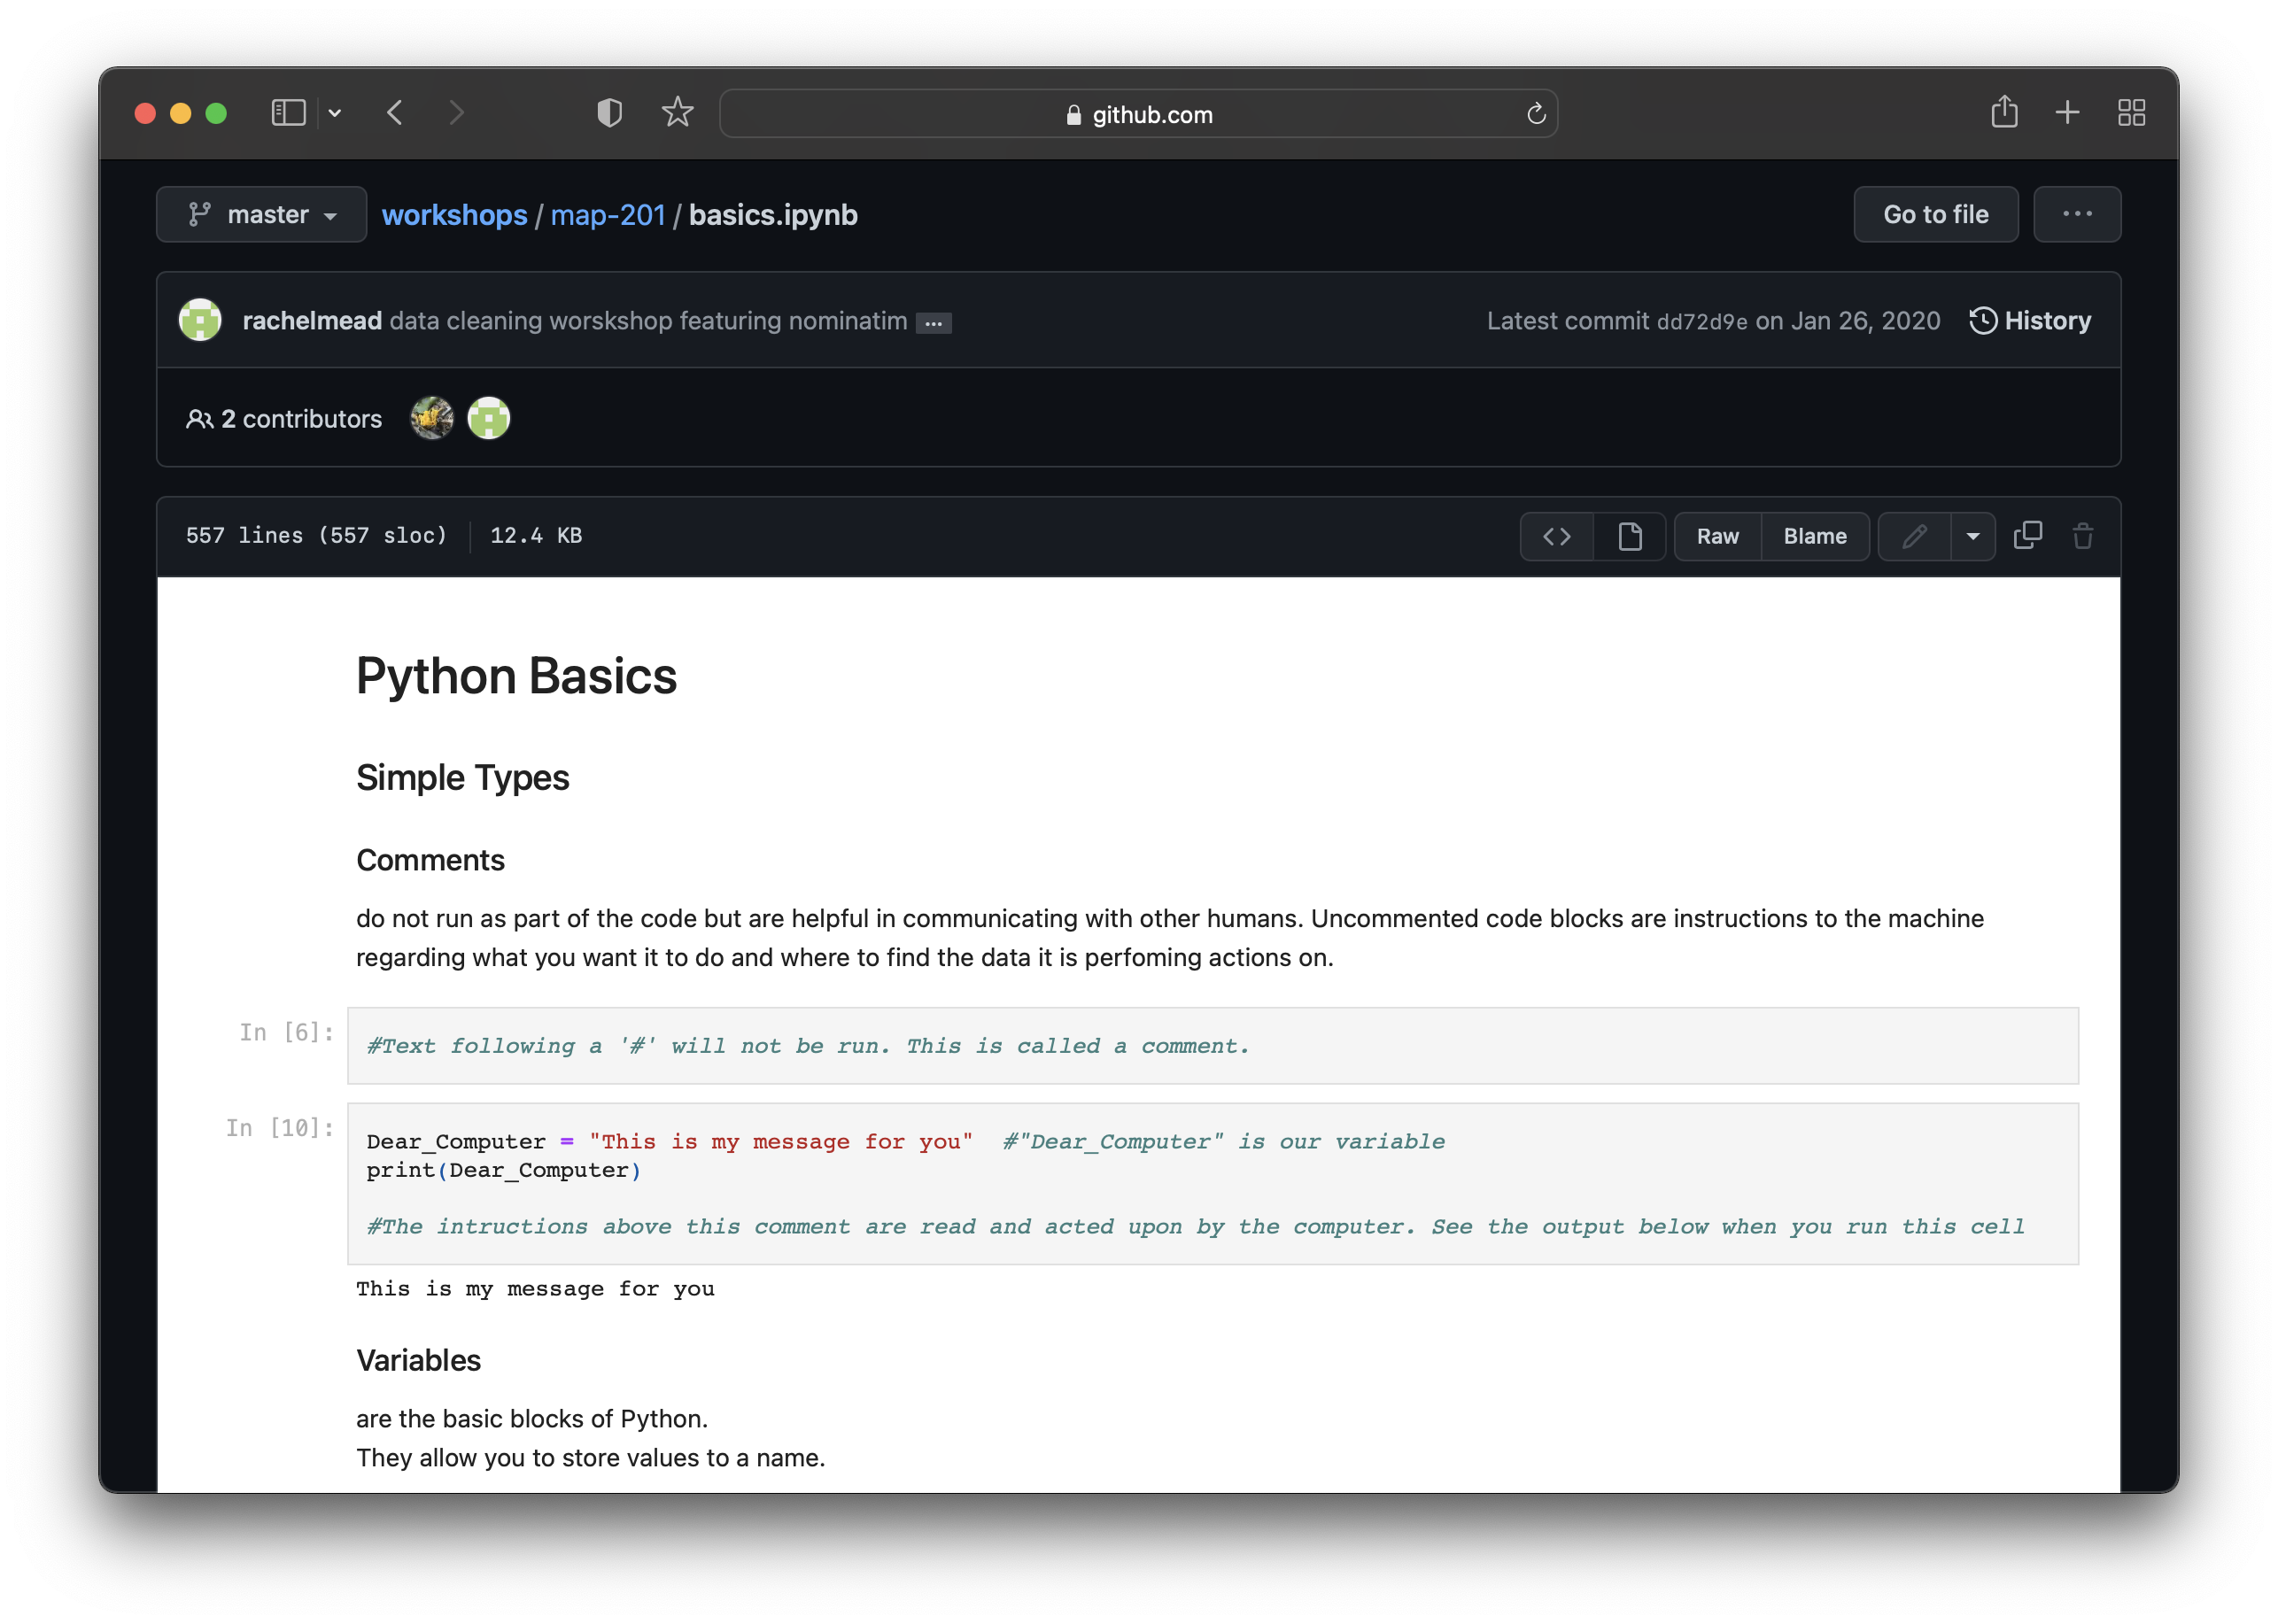 github.com
master workshops / map-201 / basics.ipynb Go to file ...
rachelmead data cleaning worskshop featuring nominatim ... Latest commit dd72d9e on Jan 26, 2020 History
2 contributors
557 lines (557 sloc) 12.4 KB <> Raw Blame
Python Basics
Simple Types
Comments
do not run as part of the code but are helpful in communicating with other humans. Uncommented code blocks are instructions to the machine
regarding what you want it to do and where to find the data it is perfoming actions on.
In [6]: #Text following a '#' will not be run. This is called a comment.
In [10]: Dear_Computer = "This is my message for you"  #"Dear_Computer" is our variable
print(Dear_Computer)
#The intructions above this comment are read and acted upon by the computer. See the output below when you run this cell
This is my message for you
Variables
are the basic blocks of Python.
They allow you to store values to a name.